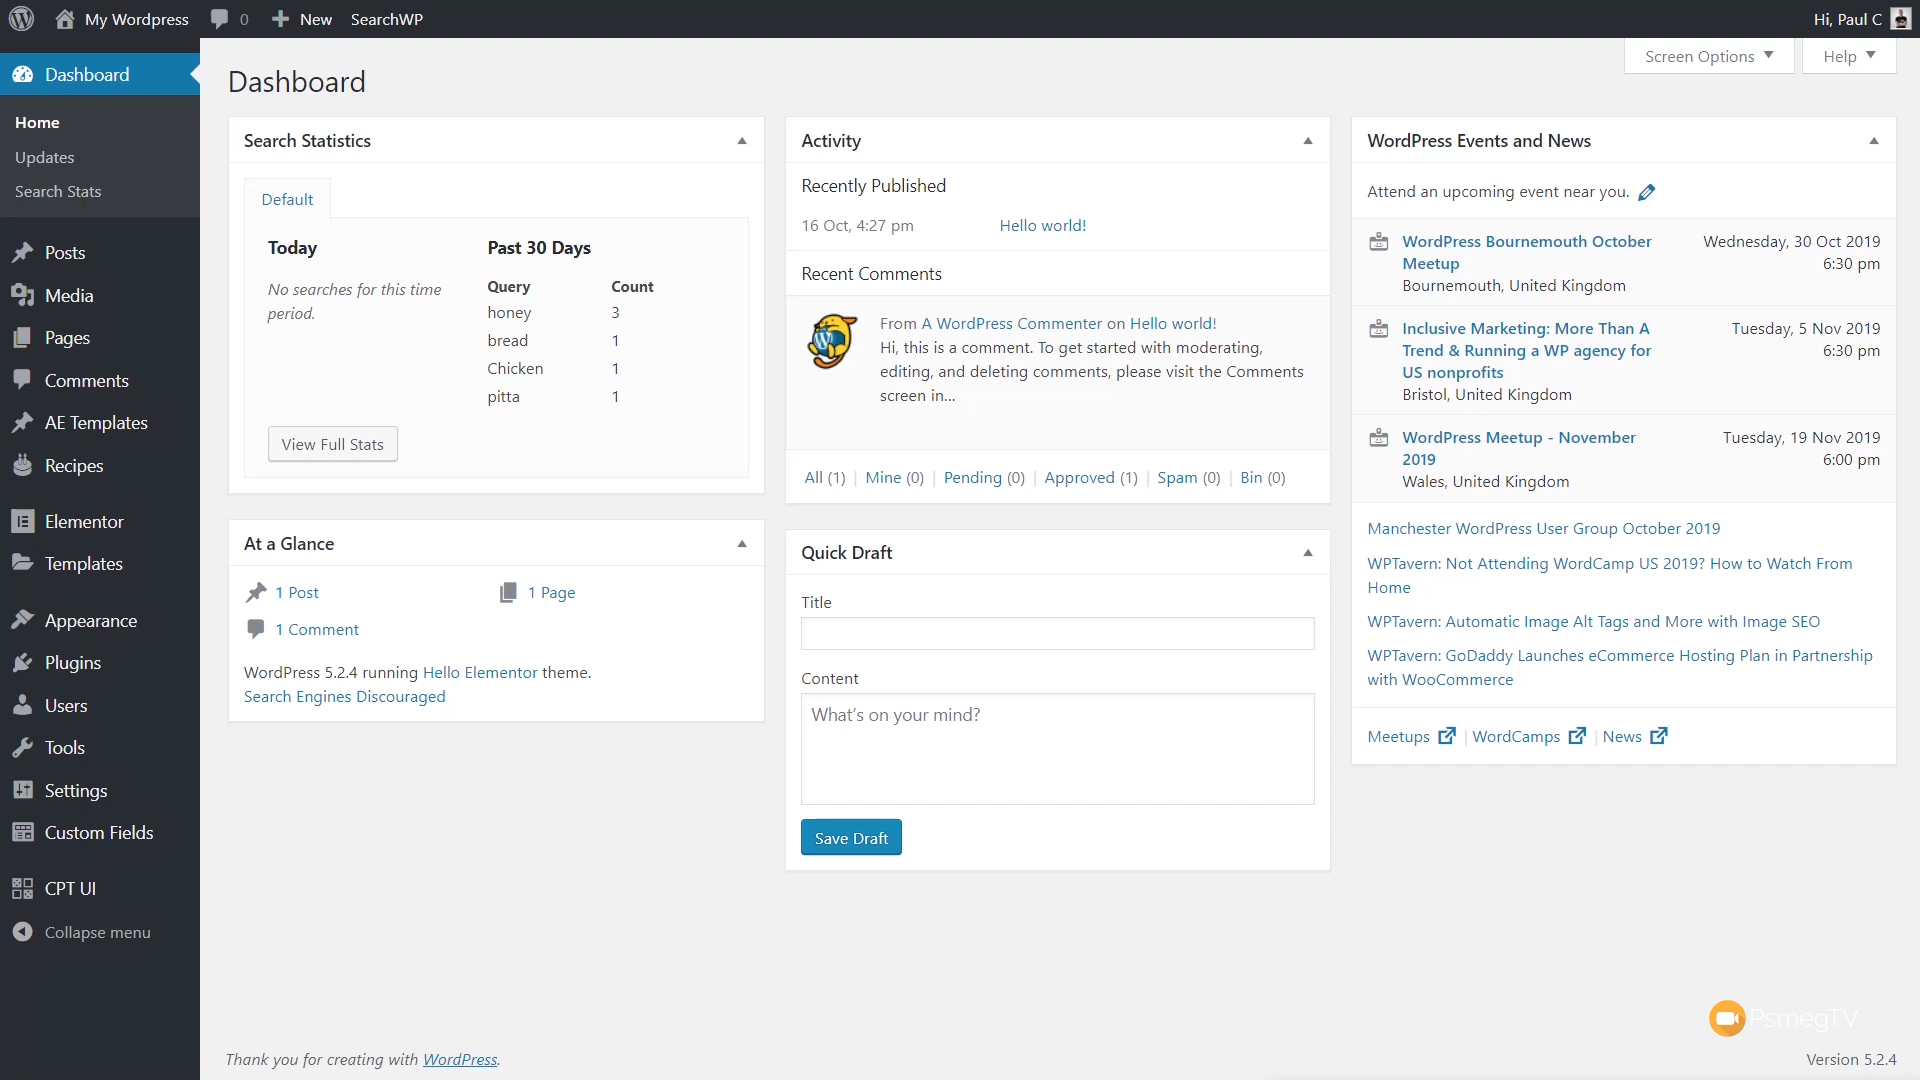 My Wordpress 0 New SearchWP
Hi, Paul C
Dashboard
Home
Updates
Search Stats
Posts
Media
Pages
Comments
AE Templates
Recipes
Elementor
Templates
Appearance
Plugins
Users
Tools
Settings
Custom Fields
CPT UI
Collapse menu
Screen Options
Help
Dashboard
Search Statistics
Default
Today
No searches for this time
period.
Past 30 Days
Query Count
honey 3
bread 1
Chicken 1
pitta 1
View Full Stats
At a Glance
1 Post
1 Page
1 Comment
WordPress 5.2.4 running Hello Elementor theme.
Search Engines Discouraged
Activity
Recently Published
16 Oct, 4:27 pm Hello world!
Recent Comments
From A WordPress Commenter on Hello world!
Hi, this is a comment. To get started with moderating,
editing, and deleting comments, please visit the Comments
screen in…
All (1) | Mine (0) | Pending (0) | Approved (1) | Spam (0) | Bin (0)
Quick Draft
Title
Content
What’s on your mind?
Save Draft
WordPress Events and News
Attend an upcoming event near you.
WordPress Bournemouth October
Meetup
Bournemouth, United Kingdom
Wednesday, 30 Oct 2019
6:30 pm
Inclusive Marketing: More Than A
Trend & Running a WP agency for
US nonprofits
Bristol, United Kingdom
Tuesday, 5 Nov 2019
6:30 pm
WordPress Meetup - November
2019
Wales, United Kingdom
Tuesday, 19 Nov 2019
6:00 pm
Manchester WordPress User Group October 2019
WPTavern: Not Attending WordCamp US 2019? How to Watch From
Home
WPTavern: Automatic Image Alt Tags and More with Image SEO
WPTavern: GoDaddy Launches eCommerce Hosting Plan in Partnership
with WooCommerce
Meetups | WordCamps | News
PsmegTV
Thank you for creating with WordPress.
Version 5.2.4